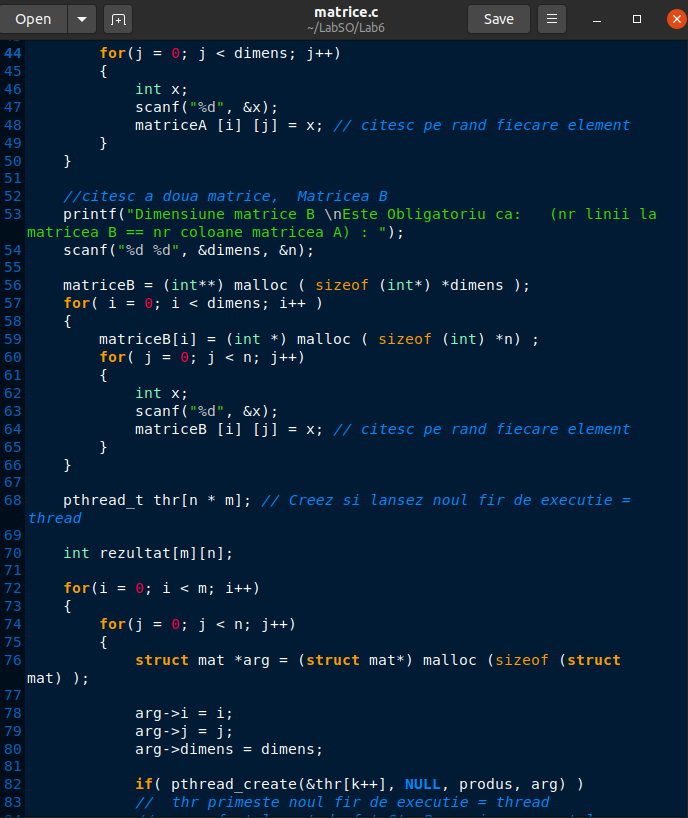 Open
matrice.c
~/LabSO/Lab6
Save
44 for(j = 0; j < dimens; j++)
45 {
46 int x;
47 scanf("%d", &x);
48 matriceA [i] [j] = x; // citesc pe rand fiecare element
49 }
50 }
51
52 //citesc a doua matrice,  Matricea B
53 printf("Dimensiune matrice B \nEste Obligatoriu ca:   (nr linii la
matricea B == nr coloane matricea A) : ");
54 scanf("%d %d", &dimens, &n);
55
56 matriceB = (int**) malloc ( sizeof (int*) *dimens );
57 for( i = 0; i < dimens; i++ )
58 {
59 matriceB[i] = (int *) malloc ( sizeof (int) *n) ;
60 for( j = 0; j < n; j++)
61 {
62 int x;
63 scanf("%d", &x);
64 matriceB [i] [j] = x; // citesc pe rand fiecare element
65 }
66 }
67
68 pthread_t thr[n * m]; // Creez si lansez noul fir de executie =
thread
69
70 int rezultat[m][n];
71
72 for(i = 0; i < m; i++)
73 {
74 for(j = 0; j < n; j++)
75 {
76 struct mat *arg = (struct mat*) malloc (sizeof (struct
mat) );
77
78 arg->i = i;
79 arg->j = j;
80 arg->dimens = dimens;
81
82 if( pthread_create(&thr[k++], NULL, produs, arg) )
83 //  thr primeste noul fir de executie = thread